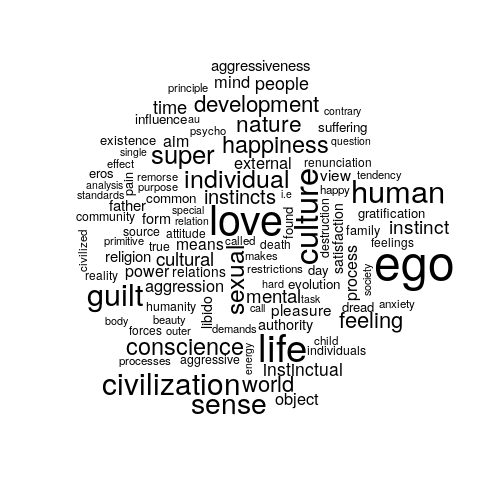 aggressiveness
principle mind people
time development contrary
influence au nature suffering
psycho
existence aim happiness question
single super external renunciation
effect
eros pain remorse individual view tendency
analysis purpose
standards common instincts i.e happy human
father
community form special love found culture destruction satisfaction gratification
relation
source attitude family instinct
primitive true means called death feelings
civilized religion cultural sexual makes process ego
reality power relations restrictions day society
aggression hard evolution
guilt humanity libido mental task dread anxiety
body beauty call pleasure
forces outer demands authority feeling
conscience energy life child
individuals
processes aggressive instinctual
civilization world
sense object